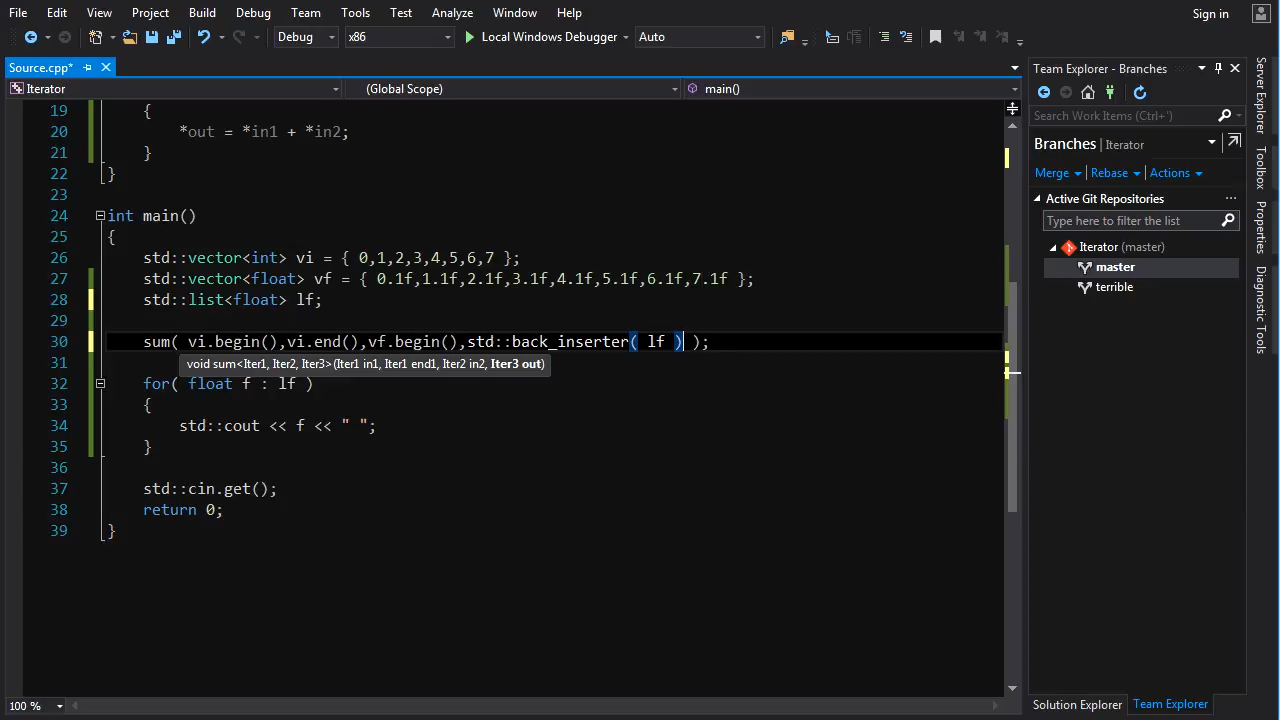 File Edit View Project Build Debug Team Tools Test Analyze Window Help Sign in
Debug x86 Local Windows Debugger Auto
Source.cpp*
Iterator (Global Scope) main()
19 {
20 *out = *in1 + *in2;
21 }
22 }
23
24 int main()
25 {
26 std::vector<int> vi = { 0,1,2,3,4,5,6,7 };
27 std::vector<float> vf = { 0.1f,1.1f,2.1f,3.1f,4.1f,5.1f,6.1f,7.1f };
28 std::list<float> lf;
29
30 sum( vi.begin(),vi.end(),vf.begin(),std::back_inserter( lf ) );
31 void sum<Iter1, Iter2, Iter3>(Iter1 in1, Iter1 end1, Iter2 in2, Iter3 out)
32 for( float f : lf )
33 {
34 std::cout << f << " ";
35 }
36
37 std::cin.get();
38 return 0;
39 }
100 %
Team Explorer - Branches
Search Work Items (Ctrl+')
Branches | Iterator
Merge Rebase Actions
Active Git Repositories
Type here to filter the list
Iterator (master)
master
terrible
Solution Explorer Team Explorer
Server Explorer
Toolbox
Properties
Diagnostic Tools